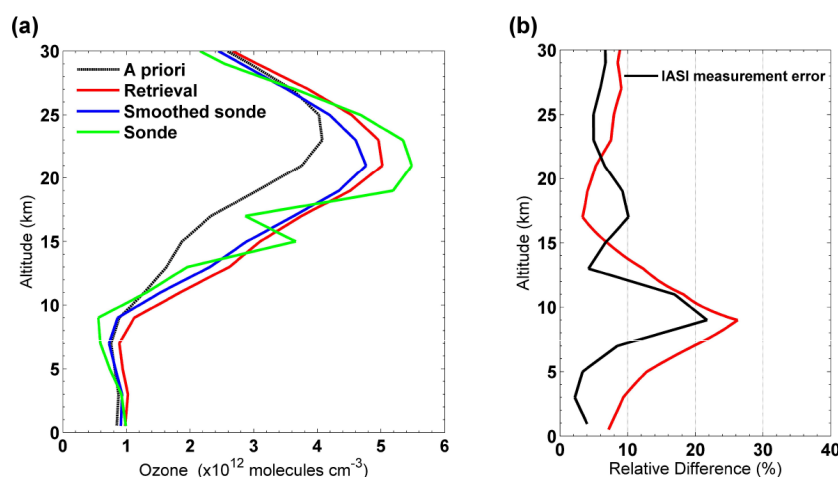 (a)
30
25
20
15
10
5
0
Altitude (km)
A priori
Retrieval
Smoothed sonde
Sonde
0 1 2 3 4 5 6
Ozone (x10¹² molecules cm⁻³)
(b)
30
25
20
15
10
5
0
Altitude (km)
IASI measurement error
0 10 20 30 40
Relative Difference (%)